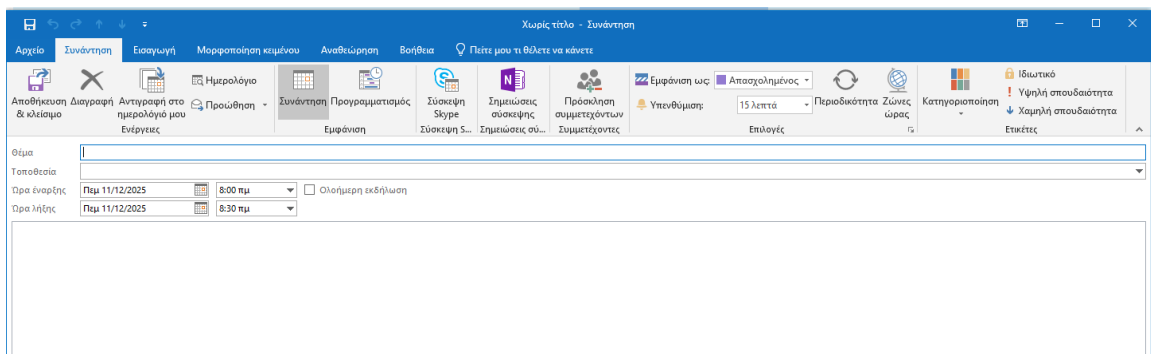 Χωρίς τίτλο - Συνάντηση
Αρχείο Συνάντηση Εισαγωγή Μορφοποίηση κειμένου Αναθεώρηση Βοήθεια Πείτε μου τι θέλετε να κάνετε
Αποθήκευση & κλείσιμο
Διαγραφή
Αντιγραφή στο ημερολόγιό μου
Ημερολόγιο
Προώθηση
Ενέργειες
Συνάντηση
Προγραμματισμός
Εμφάνιση
Σύσκεψη Skype
Σύσκεψη S...
Σημειώσεις σύσκεψης
Σημειώσεις σύ...
Πρόσκληση συμμετεχόντων
Συμμετέχοντες
Εμφάνιση ως: Απασχολημένος
Υπενθύμιση: 15 λεπτά
Περιοδικότητα
Ζώνες ώρας
Επιλογές
Κατηγοριοποίηση
Ιδιωτικό
Υψηλή σπουδαιότητα
Χαμηλή σπουδαιότητα
Ετικέτες
Θέμα
Τοποθεσία
Ώρα έναρξης Πεμ 11/12/2025 8:00 πμ Ολοήμερη εκδήλωση
Ώρα λήξης Πεμ 11/12/2025 8:30 πμ